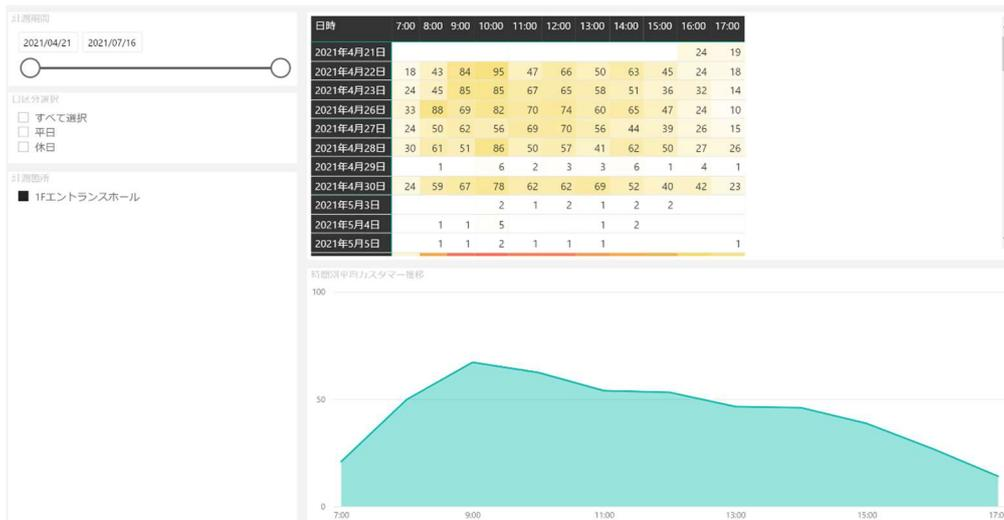 計測期間
2021/04/21 2021/07/16
日区分選択
すべて選択
平日
休日
計測箇所
1Fエントランスホール
日時 7:00 8:00 9:00 10:00 11:00 12:00 13:00 14:00 15:00 16:00 17:00
2021年4月21日 24 19
2021年4月22日 18 43 84 95 47 66 50 63 45 24 18
2021年4月23日 24 45 85 85 67 65 58 51 36 32 14
2021年4月26日 33 88 69 82 70 74 60 65 47 24 10
2021年4月27日 24 50 62 56 69 70 56 44 39 26 15
2021年4月28日 30 61 51 86 50 57 41 62 50 27 26
2021年4月29日 1 6 2 3 3 6 1 4 1
2021年4月30日 24 59 67 78 62 62 69 52 40 42 23
2021年5月3日 2 1 2 1 2 2
2021年5月4日 1 1 5 1 2
2021年5月5日 1 1 2 1 1 1 1
時間別平均カスタマー推移
100
50
0
7:00 9:00 11:00 13:00 15:00 17:0